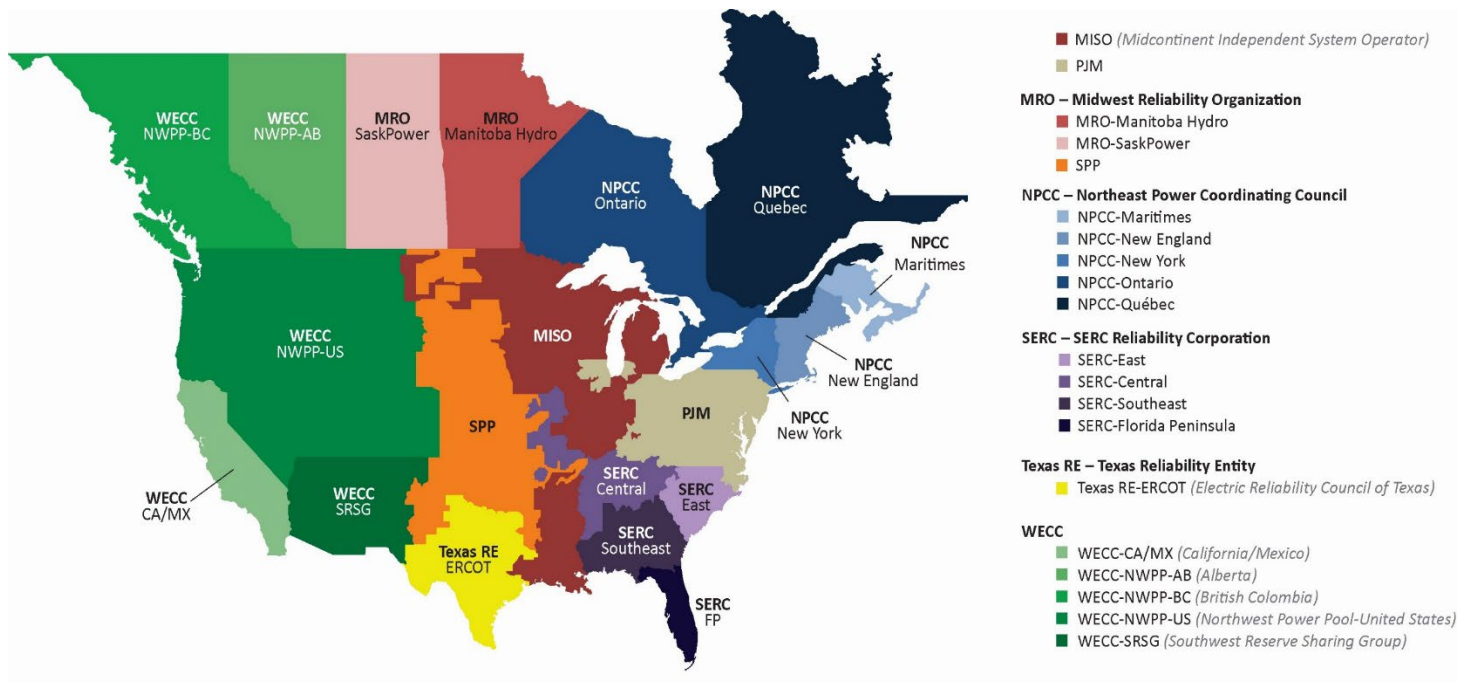 WECC
NWPP-BC
WECC
NWPP-AB
MRO
SaskPower
MRO
Manitoba Hydro
NPCC
Ontario
NPCC
Quebec
NPCC
Maritimes
WECC
NWPP-US
MISO
NPCC
New England
NPCC
New York
SPP
PJM
WECC
CA/MX
WECC
SRSG
SERC
Central
SERC
East
SERC
Southeast
Texas RE
ERCOT
SERC
FP
MISO (Midcontinent Independent System Operator)
PJM
MRO – Midwest Reliability Organization
MRO-Manitoba Hydro
MRO-SaskPower
SPP
NPCC – Northeast Power Coordinating Council
NPCC-Maritimes
NPCC-New England
NPCC-New York
NPCC-Ontario
NPCC-Québec
SERC – SERC Reliability Corporation
SERC-East
SERC-Central
SERC-Southeast
SERC-Florida Peninsula
Texas RE – Texas Reliability Entity
Texas RE-ERCOT (Electric Reliability Council of Texas)
WECC
WECC-CA/MX (California/Mexico)
WECC-NWPP-AB (Alberta)
WECC-NWPP-BC (British Colombia)
WECC-NWPP-US (Northwest Power Pool-United States)
WECC-SRSG (Southwest Reserve Sharing Group)